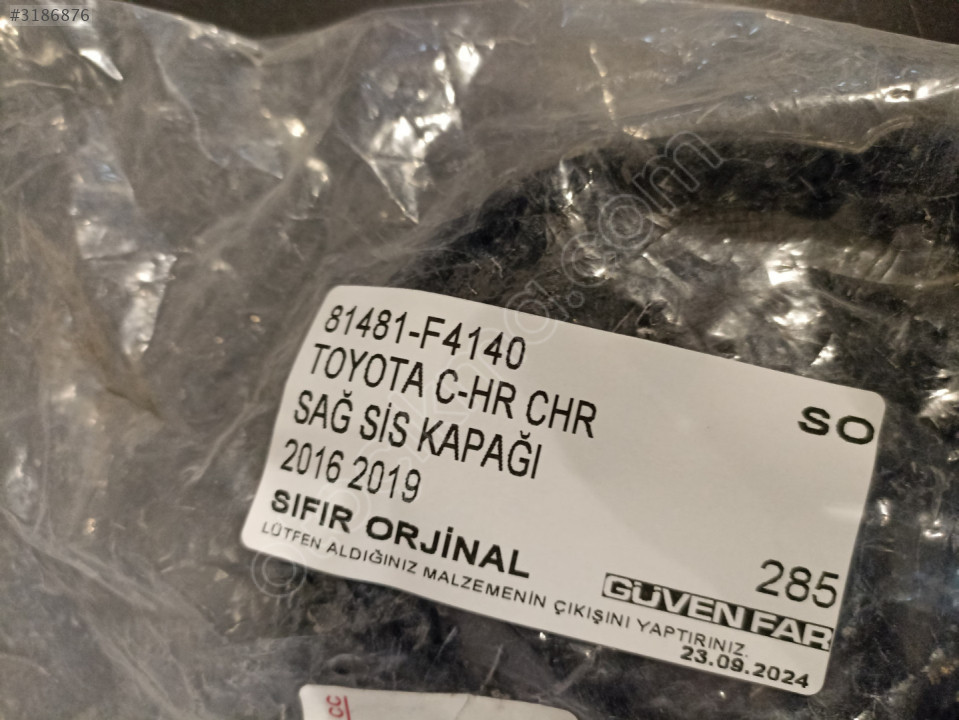 #3186876
81481-F4140
TOYOTA C-HR CHR
SAĞ SİS KAPAĞI
2016 2019
SO
SIFIR ORJİNAL
285
LÜTFEN ALDIĞINIZ MALZEMENİN ÇIKIŞINI YAPTIRINIZ.
GÜVEN FAR
23.09.2024
CC